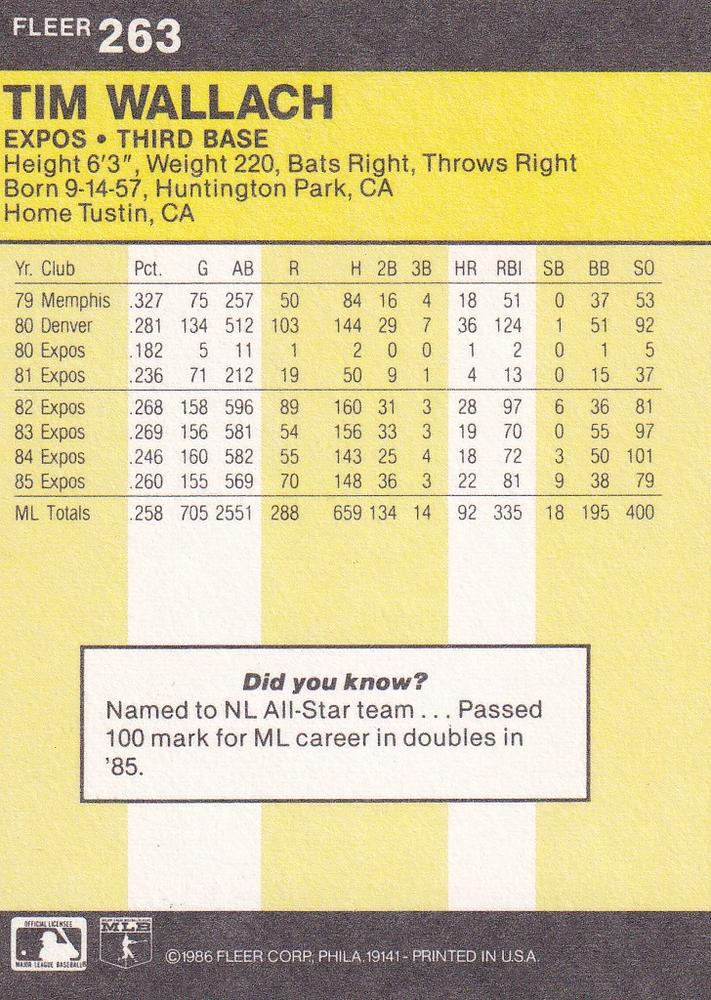 FLEER 263
TIM WALLACH
EXPOS • THIRD BASE
Height 6'3", Weight 220, Bats Right, Throws Right
Born 9-14-57, Huntington Park, CA
Home Tustin, CA
Yr. Club Pct. G AB R H 2B 3B HR RBI SB BB SO
79 Memphis .327 75 257 50 84 16 4 18 51 0 37 53
80 Denver .281 134 512 103 144 29 7 36 124 1 51 92
80 Expos .182 5 11 1 2 0 0 1 2 0 1 5
81 Expos .236 71 212 19 50 9 1 4 13 0 15 37
82 Expos .268 158 596 89 160 31 3 28 97 6 36 81
83 Expos .269 156 581 54 156 33 3 19 70 0 55 97
84 Expos .246 160 582 55 143 25 4 18 72 3 50 101
85 Expos .260 155 569 70 148 36 3 22 81 9 38 79
ML Totals .258 705 2551 288 659 134 14 92 335 18 195 400
Did you know?
Named to NL All-Star team . . . Passed
100 mark for ML career in doubles in
'85.
OFFICIAL LICENSEE
MAJOR LEAGUE BASEBALL
MLB
©1986 FLEER CORP, PHILA.19141 - PRINTED IN U.S.A.